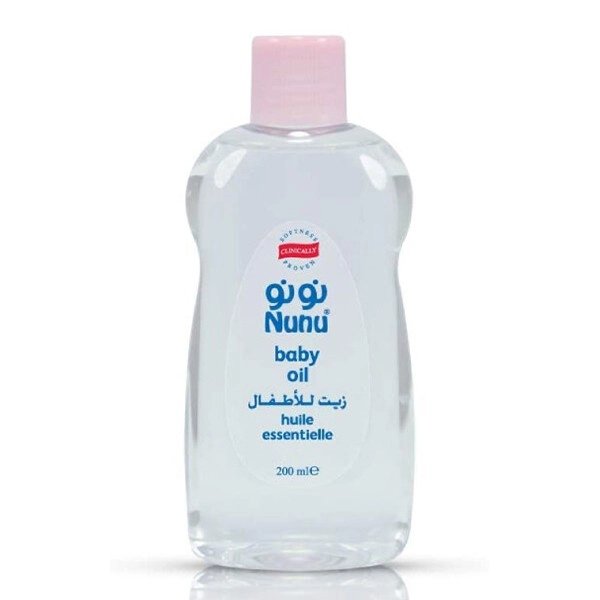 SOFTNESS
CLINICALLY
PROVEN
نونو
Nunu®
baby
oil
زيت للأطفال
huile
essentielle
200 ml℮